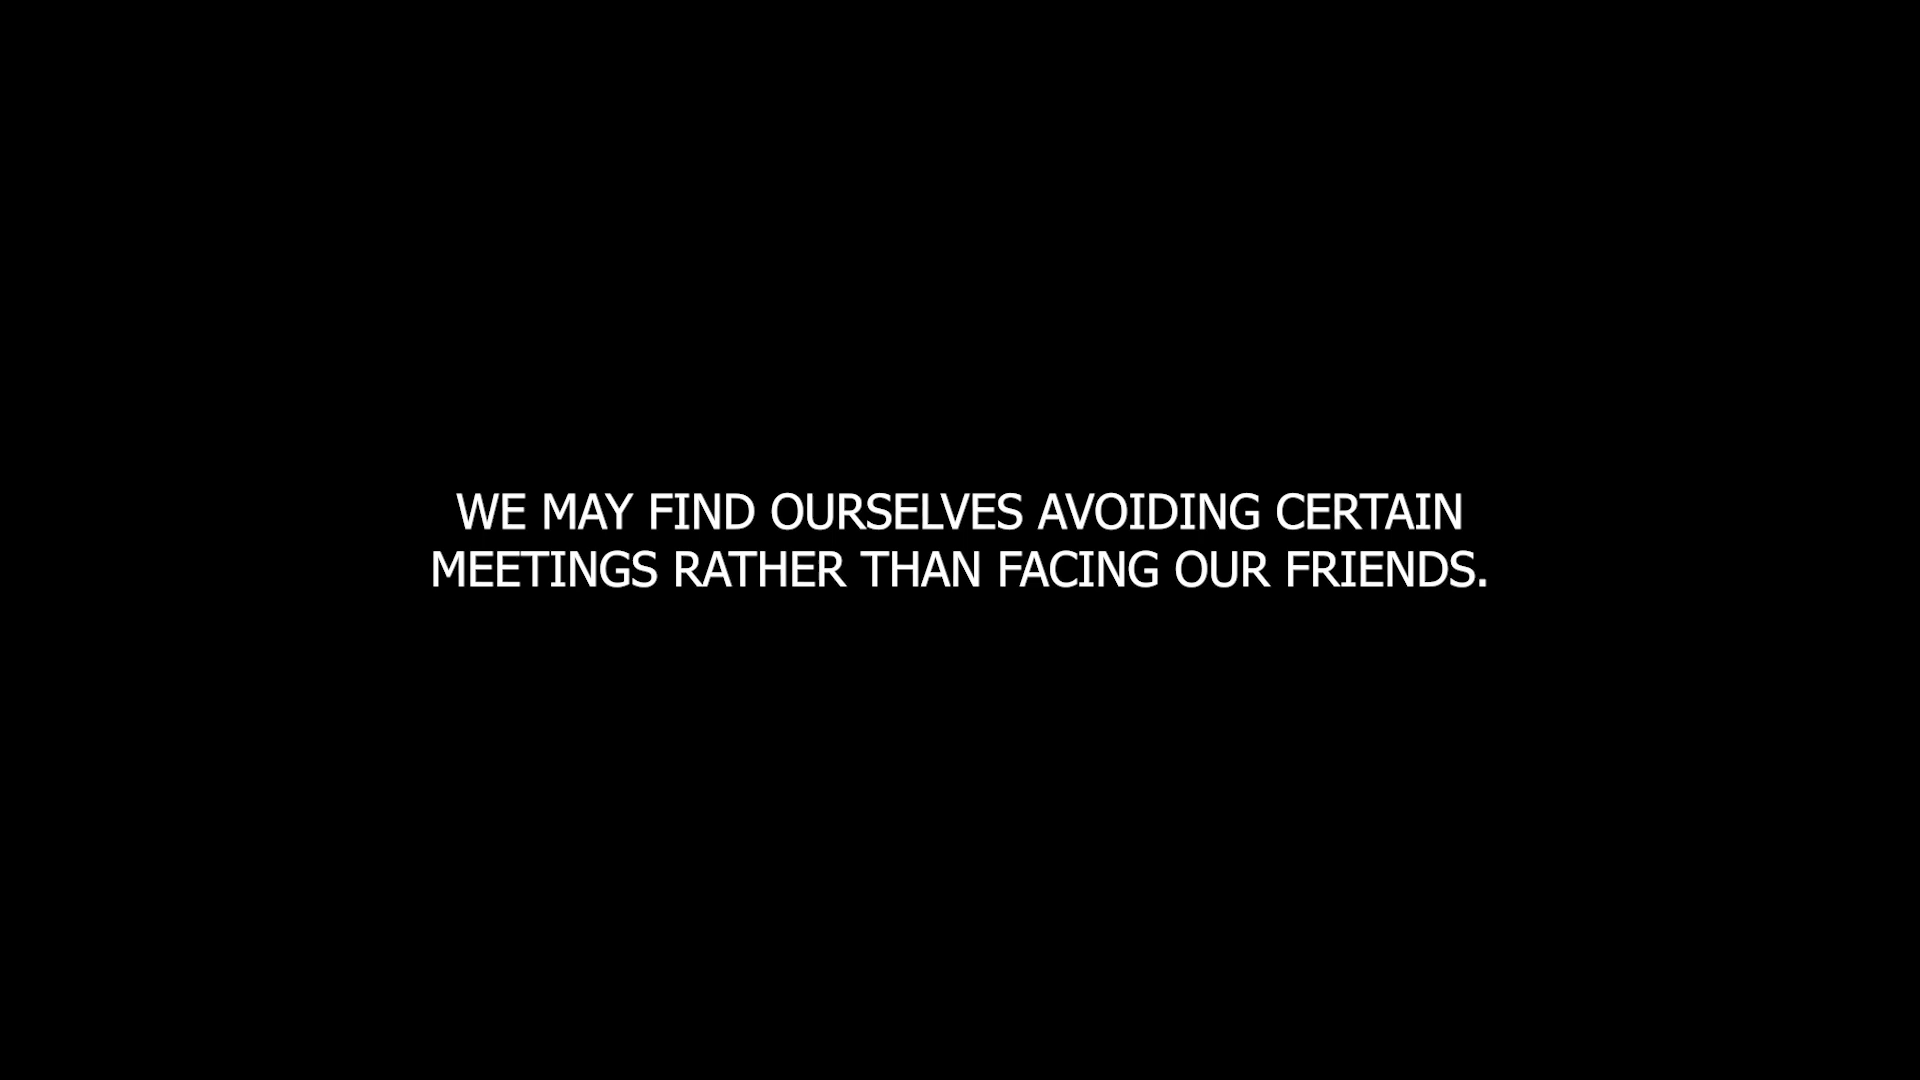 WE MAY FIND OURSELVES AVOIDING CERTAIN
MEETINGS RATHER THAN FACING OUR FRIENDS.